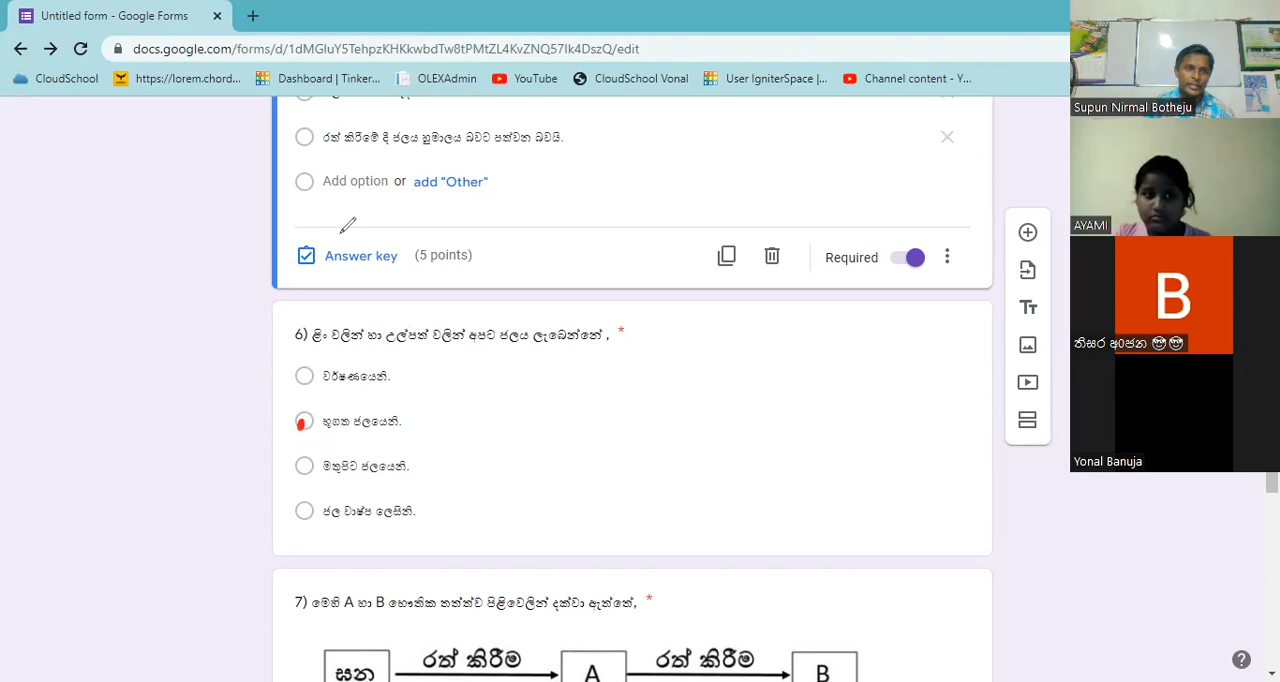 Untitled form - Google Forms
docs.google.com/forms/d/1dMGluY5TehpzKHKkwbdTw8tPMtZL4KvZNQ57Ik4DszQ/edit
CloudSchool
https://lorem.chord...
Dashboard | Tinker...
OLEXAdmin
YouTube
CloudSchool Vonal
User IgniterSpace |...
Channel content - Y...
Supun Nirmal Botheju
රත් කිරීමේ දී ජලය හුමාලය බවට පත්වන බවයි.
Add option or add "Other"
AYAMI
Answer key (5 points)
Required
B
6) ළිං වලින් හා උල්පත් වලින් අපට ජලය ලැබෙන්නේ , *
තිසර අ0ජන 😎😎
වර්ෂණයෙනි.
භූගත ජලයෙනි.
මතුපිට ජලයෙනි.
Yonal Banuja
ජල වාෂ්ප ලෙසිනි.
7) මෙහි A හා B භෞතික තත්ත්ව පිළිවෙලින් දක්වා ඇත්තේ, *
ඝන රත් කිරීම A රත් කිරීම B